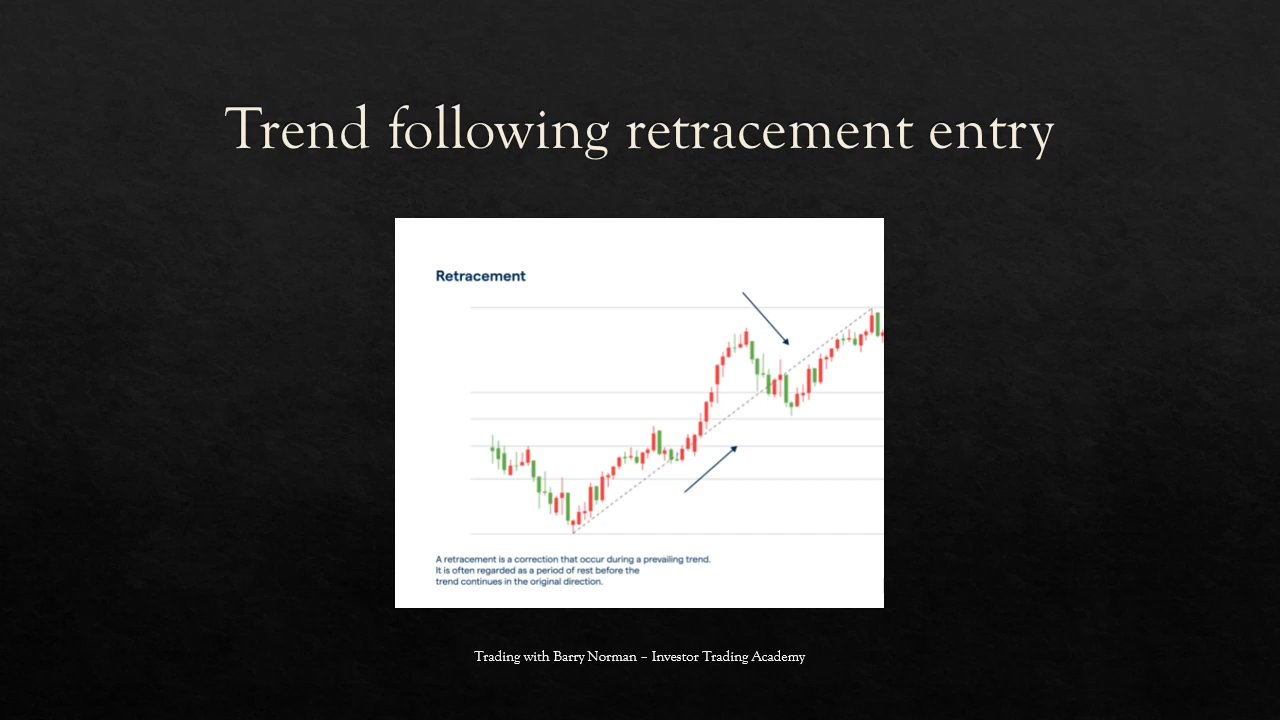 Trend following retracement entry
Retracement
A retracement is a correction that occur during a prevailing trend.
It is often regarded as a period of rest before the
trend continues in the original direction.
Trading with Barry Norman – Investor Trading Academy